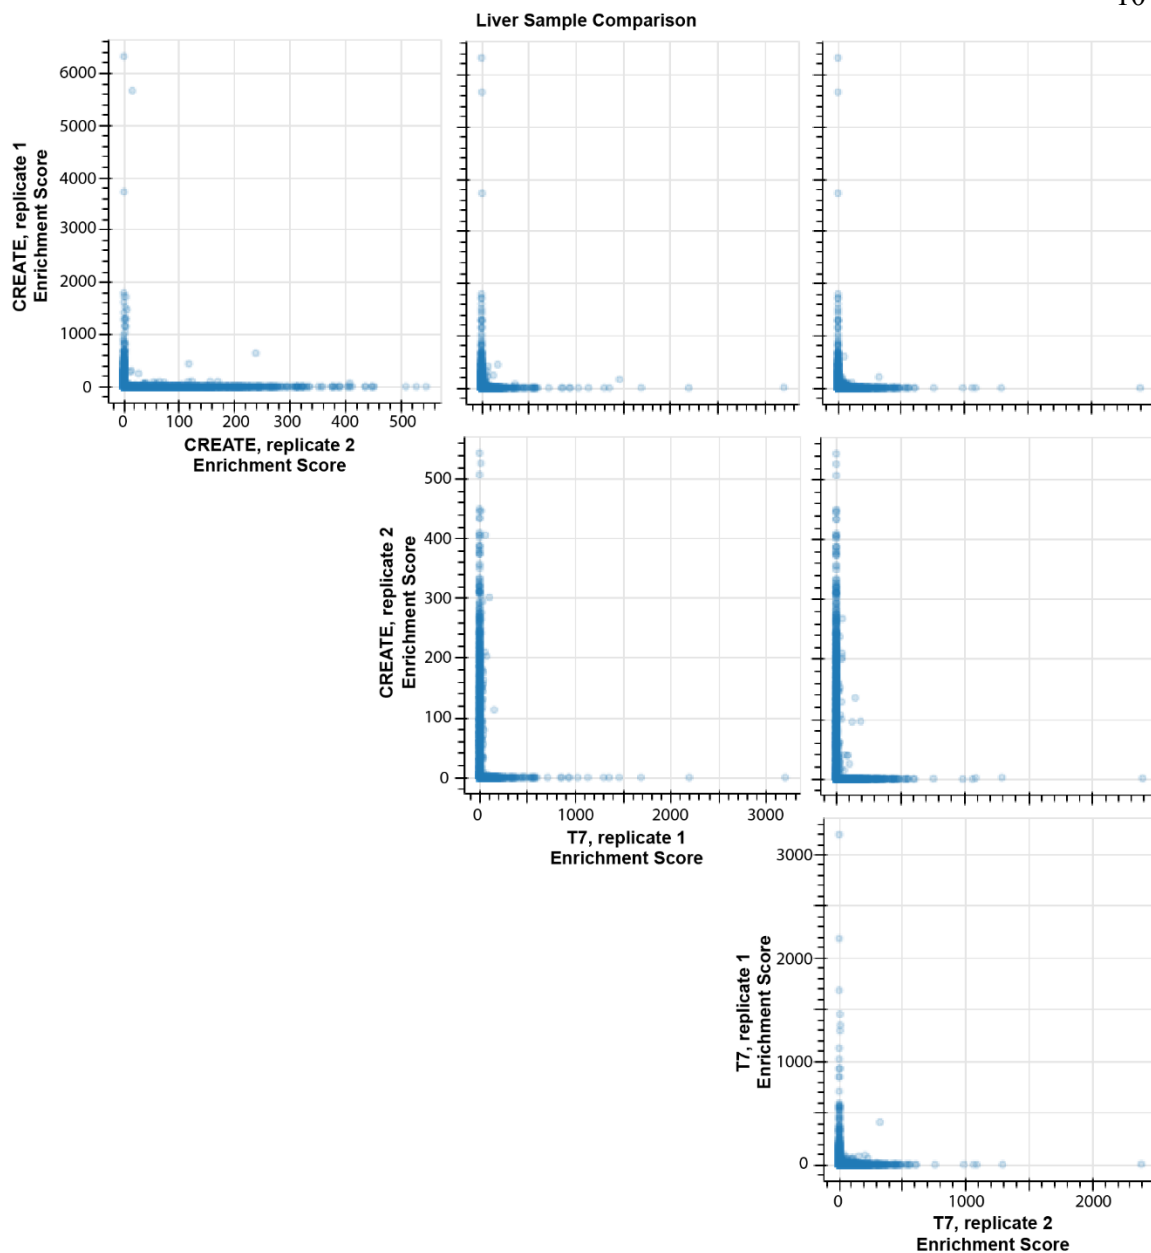 Liver Sample Comparison
6000
5000
4000
3000
2000
1000
0
CREATE, replicate 1
Enrichment Score
0 100 200 300 400 500
CREATE, replicate 2
Enrichment Score
500
400
300
200
100
0
CREATE, replicate 2
Enrichment Score
0 1000 2000 3000
T7, replicate 1
Enrichment Score
3000
2000
1000
0
T7, replicate 1
Enrichment Score
0 1000 2000
T7, replicate 2
Enrichment Score